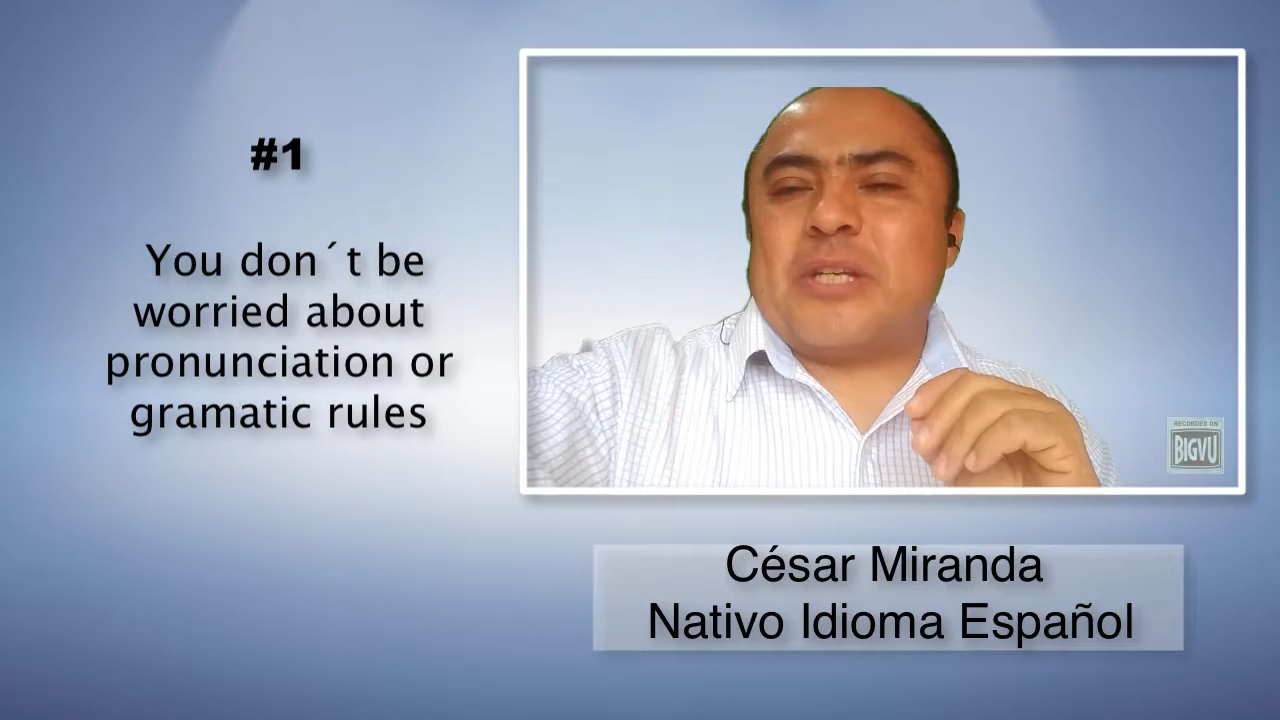 #1
You don´t be
worried about
pronunciation or
gramatic rules
RECORDED ON
BIGVU
César Miranda
Nativo Idioma Español